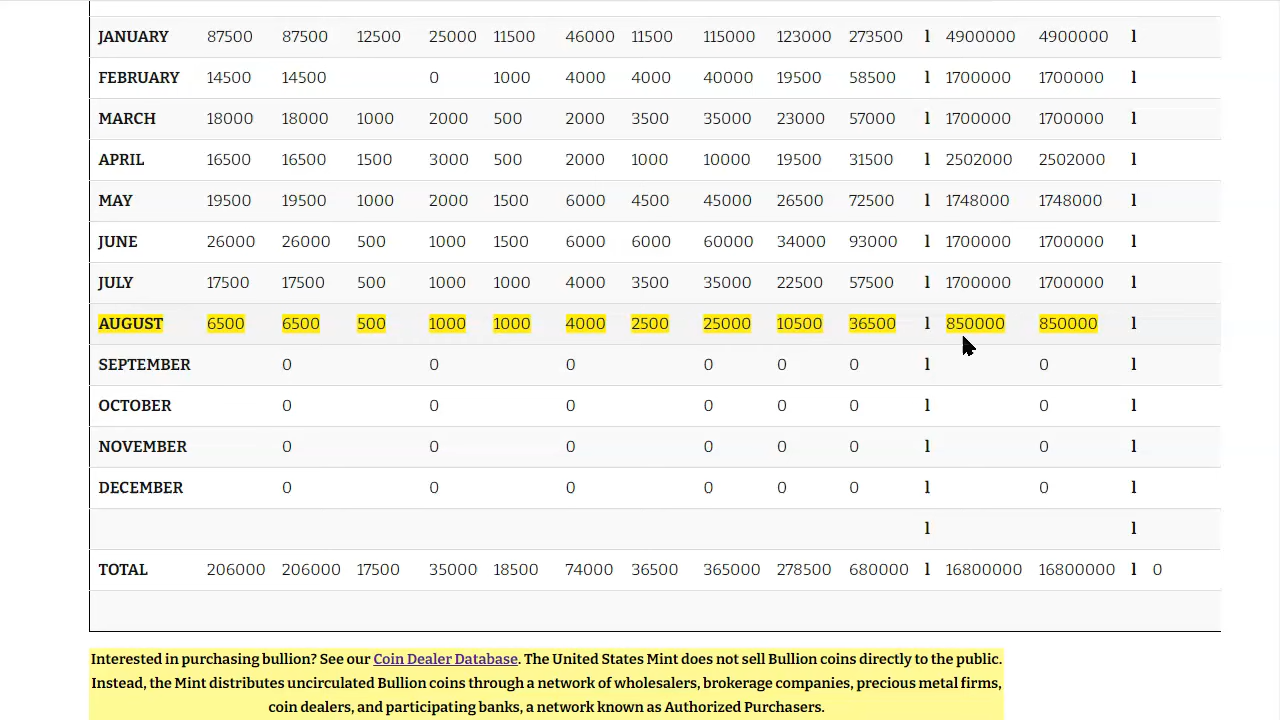 JANUARY 87500 87500 12500 25000 11500 46000 11500 115000 123000 273500 l 4900000 4900000 l
FEBRUARY 14500 14500 0 1000 4000 4000 40000 19500 58500 l 1700000 1700000 l
MARCH 18000 18000 1000 2000 500 2000 3500 35000 23000 57000 l 1700000 1700000 l
APRIL 16500 16500 1500 3000 500 2000 1000 10000 19500 31500 l 2502000 2502000 l
MAY 19500 19500 1000 2000 1500 6000 4500 45000 26500 72500 l 1748000 1748000 l
JUNE 26000 26000 500 1000 1500 6000 6000 60000 34000 93000 l 1700000 1700000 l
JULY 17500 17500 500 1000 1000 4000 3500 35000 22500 57500 l 1700000 1700000 l
AUGUST 6500 6500 500 1000 1000 4000 2500 25000 10500 36500 l 850000 850000 l
SEPTEMBER 0 0 0 0 0 0 l 0 l
OCTOBER 0 0 0 0 0 0 l 0 l
NOVEMBER 0 0 0 0 0 0 l 0 l
DECEMBER 0 0 0 0 0 0 l 0 l
l l
TOTAL 206000 206000 17500 35000 18500 74000 36500 365000 278500 680000 l 16800000 16800000 l 0
Interested in purchasing bullion? See our Coin Dealer Database. The United States Mint does not sell Bullion coins directly to the public.
Instead, the Mint distributes uncirculated Bullion coins through a network of wholesalers, brokerage companies, precious metal firms,
coin dealers, and participating banks, a network known as Authorized Purchasers.